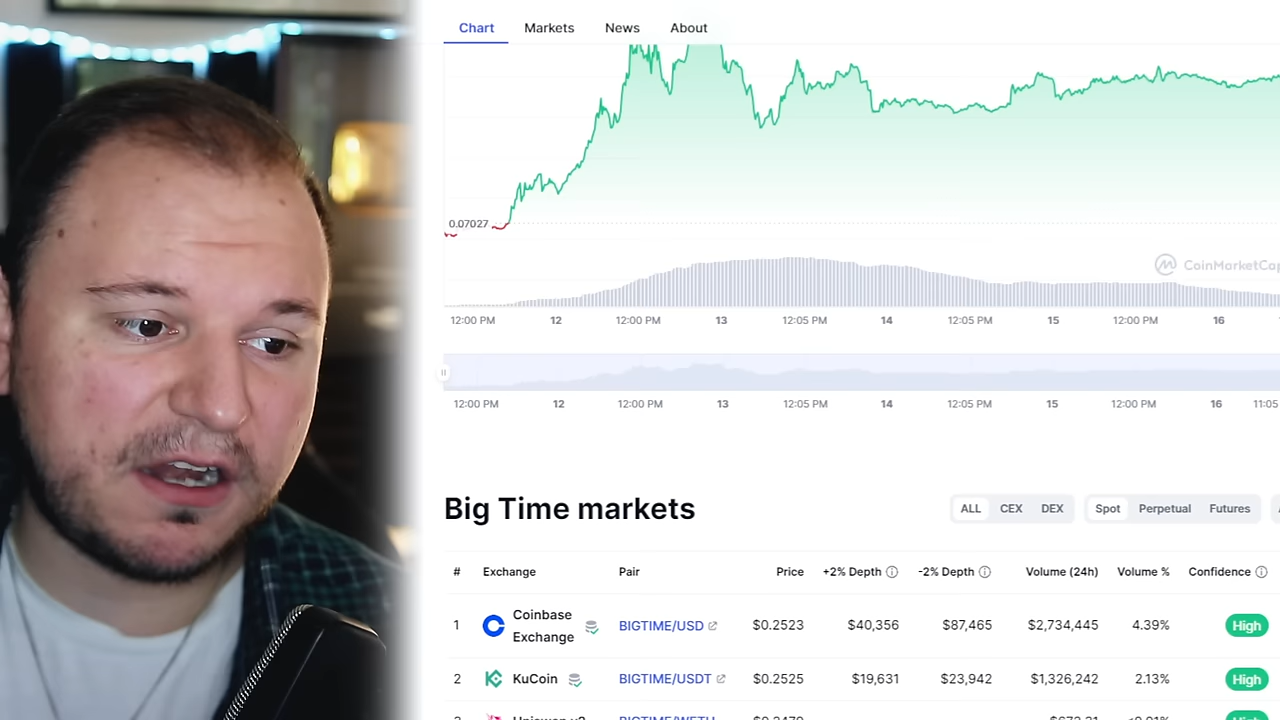 Chart Markets News About
0.07027
CoinMarketCap
12:00 PM 12 12:00 PM 13 12:05 PM 14 12:05 PM 15 12:00 PM 16
12:00 PM 12 12:00 PM 13 12:05 PM 14 12:05 PM 15 12:00 PM 16 11:05
Big Time markets
ALL CEX DEX Spot Perpetual Futures
# Exchange Pair Price +2% Depth -2% Depth Volume (24h) Volume % Confidence
1 Coinbase Exchange BIGTIME/USD $0.2523 $40,356 $87,465 $2,734,445 4.39% High
2 KuCoin BIGTIME/USDT $0.2525 $19,631 $23,942 $1,326,242 2.13% High